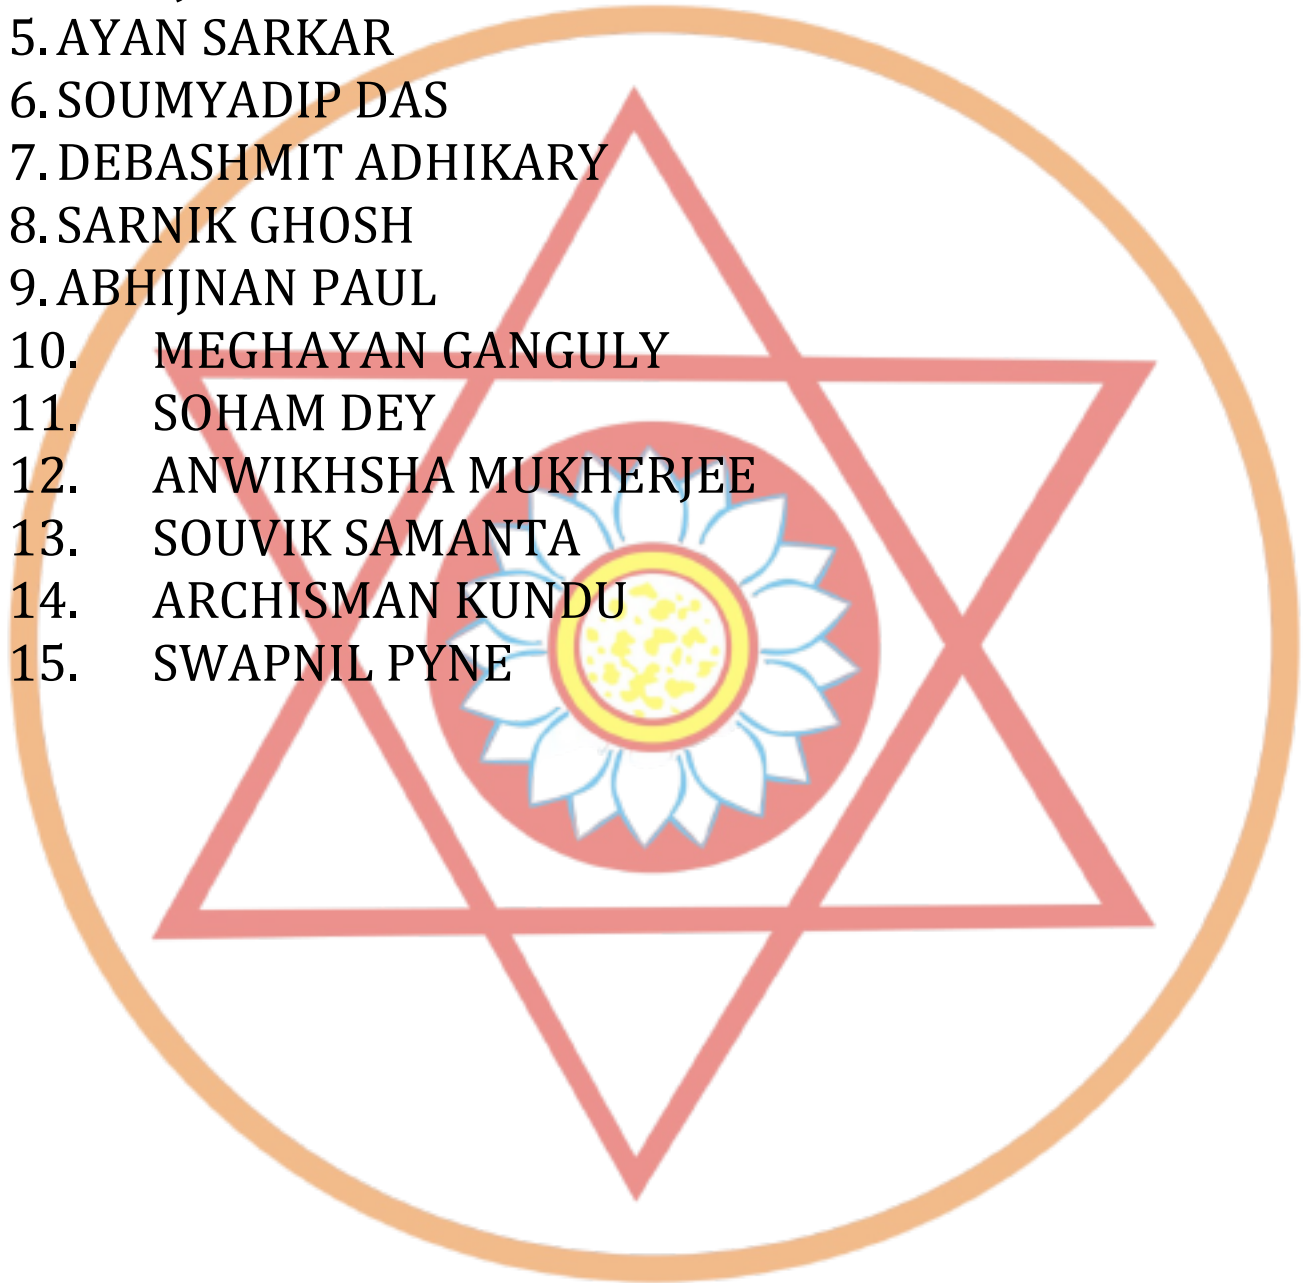 5. AYAN SARKAR
6. SOUMYADIP DAS
7. DEBASHMIT ADHIKARY
8. SARNIK GHOSH
9. ABHIJNAN PAUL
10. MEGHAYAN GANGULY
11. SOHAM DEY
12. ANWIKHSHA MUKHERJEE
13. SOUVIK SAMANTA
14. ARCHISMAN KUNDU
15. SWAPNIL PYNE